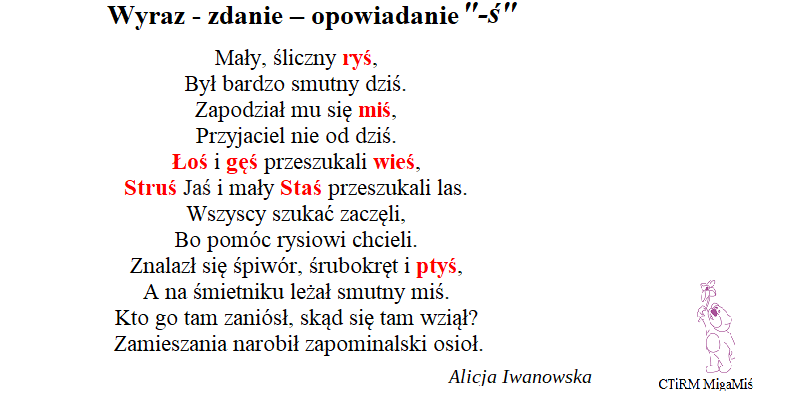 Wyraz - zdanie – opowiadanie "-ś"
Mały, śliczny ryś,
Był bardzo smutny dziś.
Zapodział mu się miś,
Przyjaciel nie od dziś.
Łoś i gęś przeszukali wieś,
Struś Jaś i mały Staś przeszukali las.
Wszyscy szukać zaczęli,
Bo pomóc rysiowi chcieli.
Znalazł się śpiwór, śrubokręt i ptyś,
A na śmietniku leżał smutny miś.
Kto go tam zaniósł, skąd się tam wziął?
Zamieszania narobił zapominalski osioł.
Alicja Iwanowska
CTiRM MigaMiś